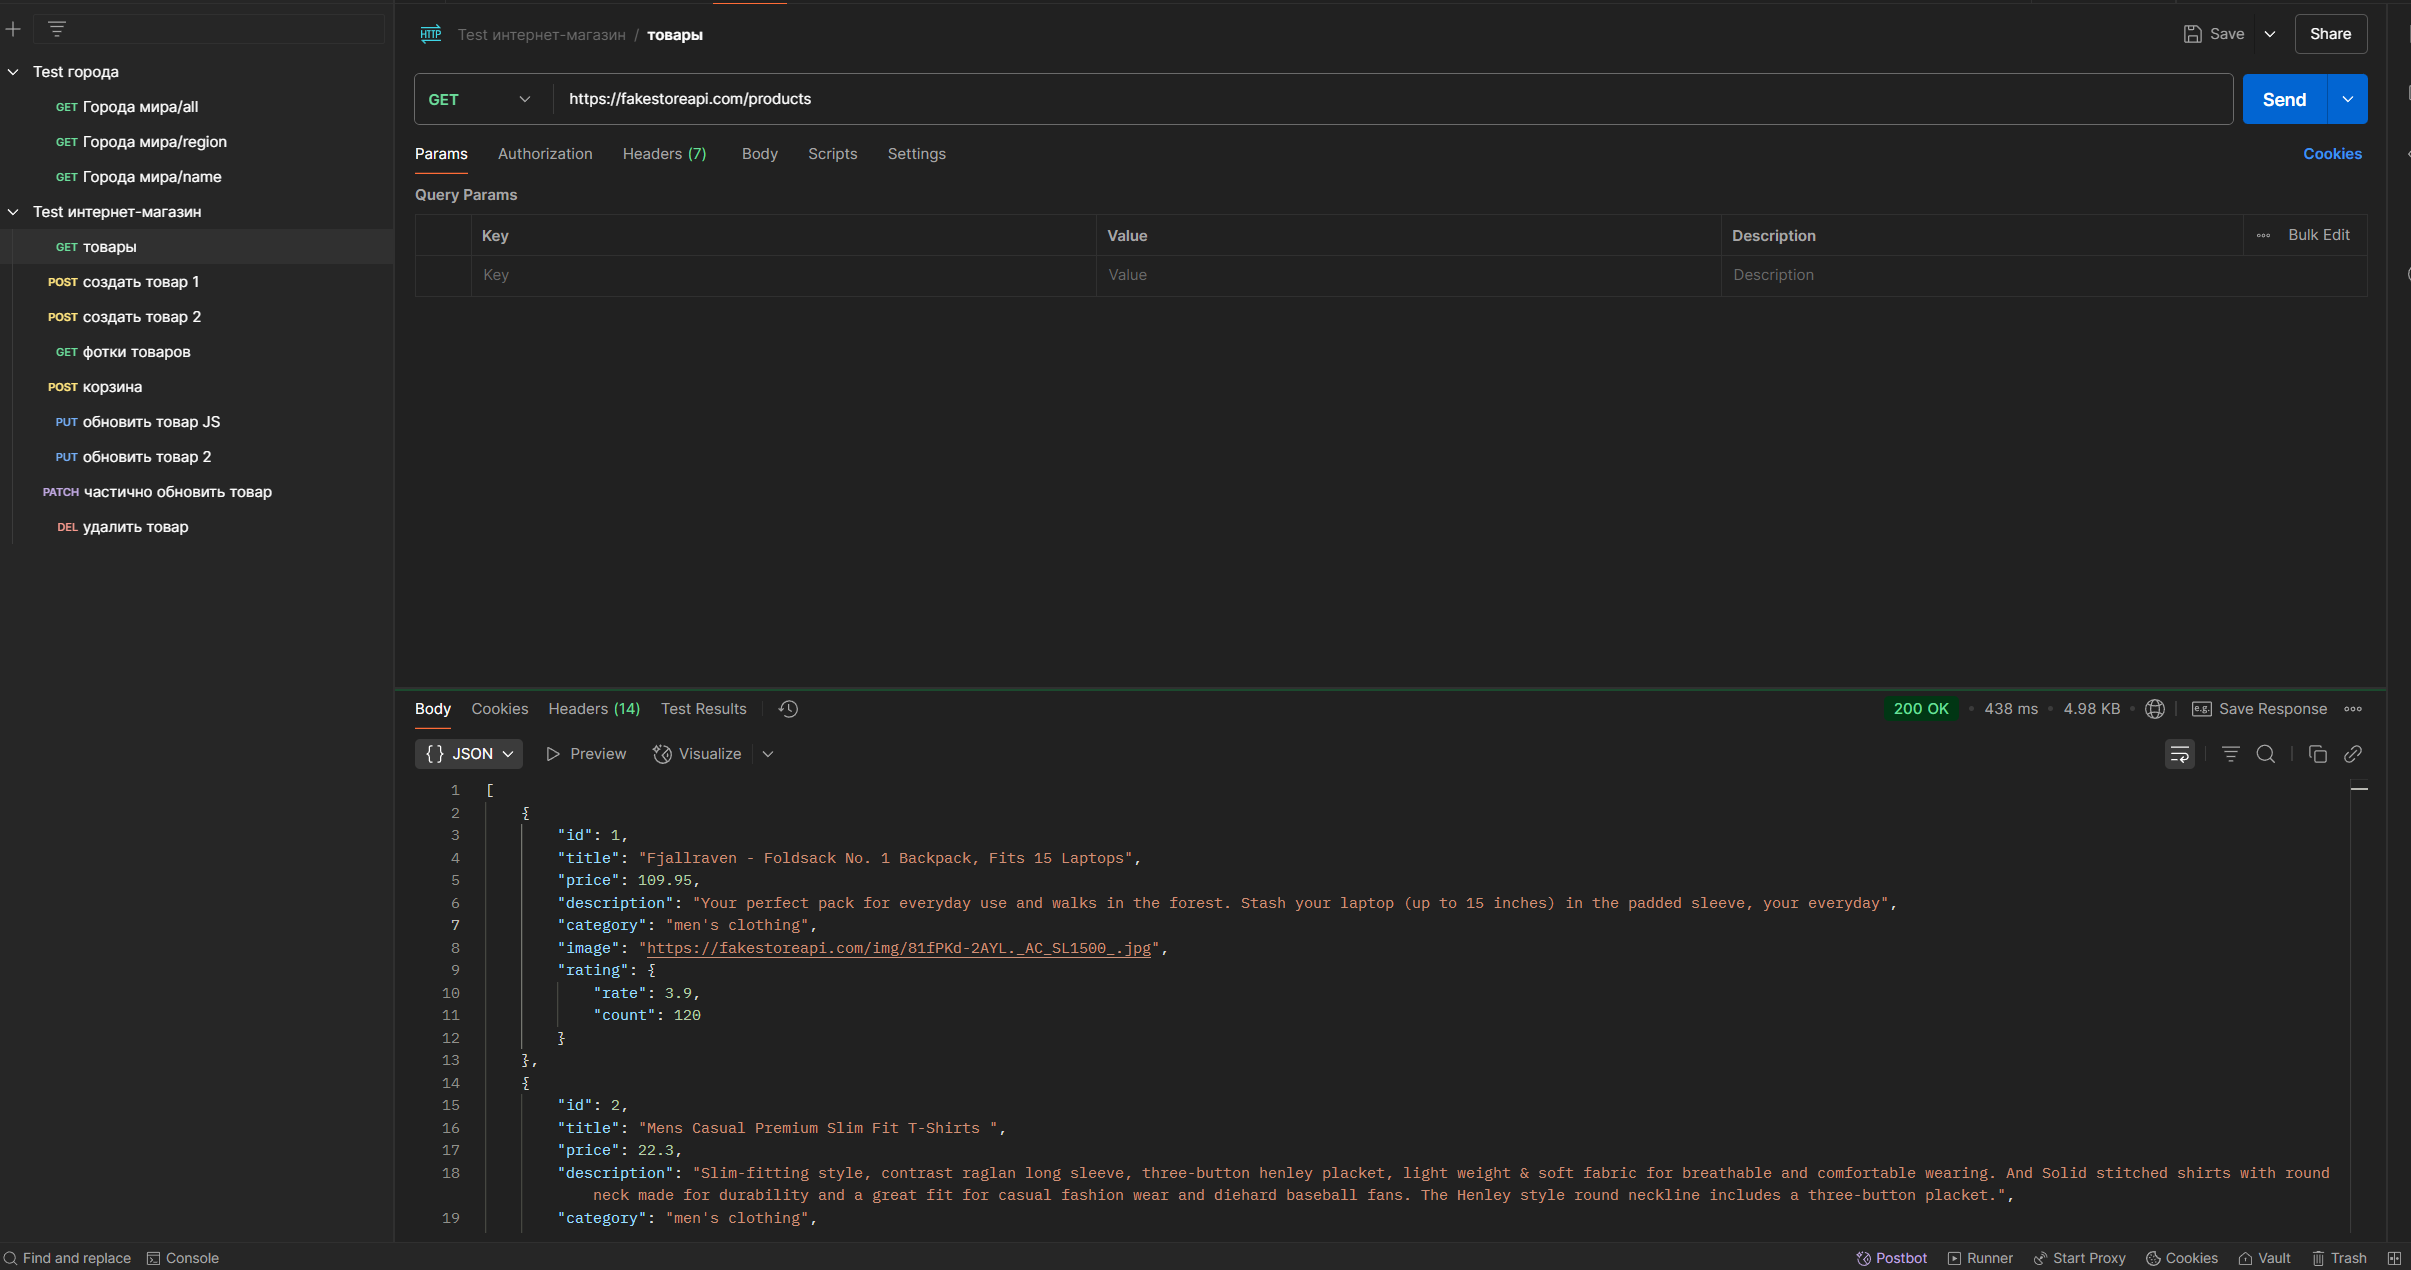 Test города
GET Города мира/all
GET Города мира/region
GET Города мира/name
Test интернет-магазин
GET товары
POST создать товар 1
POST создать товар 2
GET фотки товаров
POST корзина
PUT обновить товар JS
PUT обновить товар 2
PATCH частично обновить товар
DEL удалить товар
HTTP Test интернет-магазин / товары
Save Share
GET https://fakestoreapi.com/products Send
Params Authorization Headers (7) Body Scripts Settings Cookies
Query Params
Key Value Description Bulk Edit
Key Value Description
Body Cookies Headers (14) Test Results 200 OK • 438 ms • 4.98 KB • e.g. Save Response
{} JSON Preview Visualize
1 [
2 {
3 "id": 1,
4 "title": "Fjallraven - Foldsack No. 1 Backpack, Fits 15 Laptops",
5 "price": 109.95,
6 "description": "Your perfect pack for everyday use and walks in the forest. Stash your laptop (up to 15 inches) in the padded sleeve, your everyday",
7 "category": "men's clothing",
8 "image": "https://fakestoreapi.com/img/81fPKd-2AYL._AC_SL1500_.jpg",
9 "rating": {
10 "rate": 3.9,
11 "count": 120
12 }
13 },
14 {
15 "id": 2,
16 "title": "Mens Casual Premium Slim Fit T-Shirts ",
17 "price": 22.3,
18 "description": "Slim-fitting style, contrast raglan long sleeve, three-button henley placket, light weight & soft fabric for breathable and comfortable wearing. And Solid stitched shirts with round
neck made for durability and a great fit for casual fashion wear and diehard baseball fans. The Henley style round neckline includes a three-button placket.",
19 "category": "men's clothing",
Find and replace Console Postbot Runner Start Proxy Cookies Vault Trash